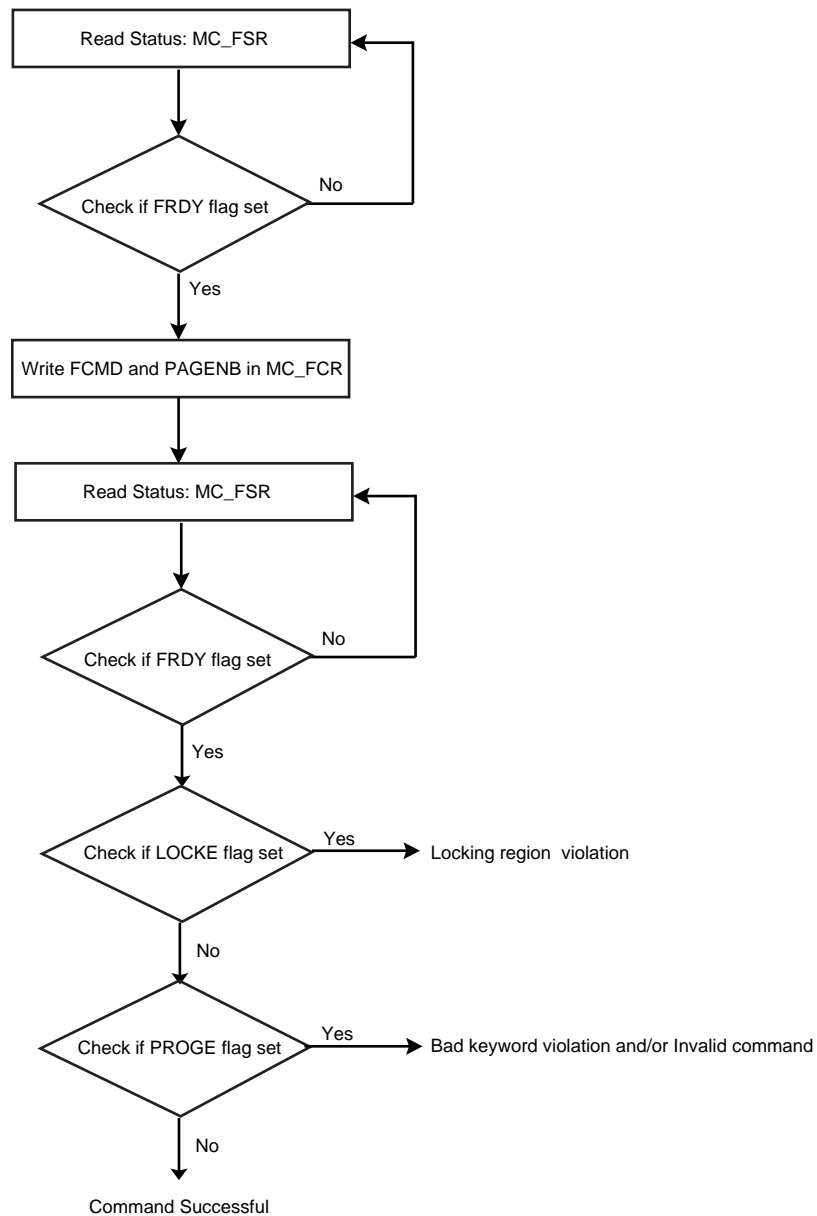 Read Status: MC_FSR
Check if FRDY flag set
No
Yes
Write FCMD and PAGENB in MC_FCR
Read Status: MC_FSR
Check if FRDY flag set
No
Yes
Check if LOCKE flag set
Yes
Locking region violation
No
Check if PROGE flag set
Yes
Bad keyword violation and/or Invalid command
No
Command Successful